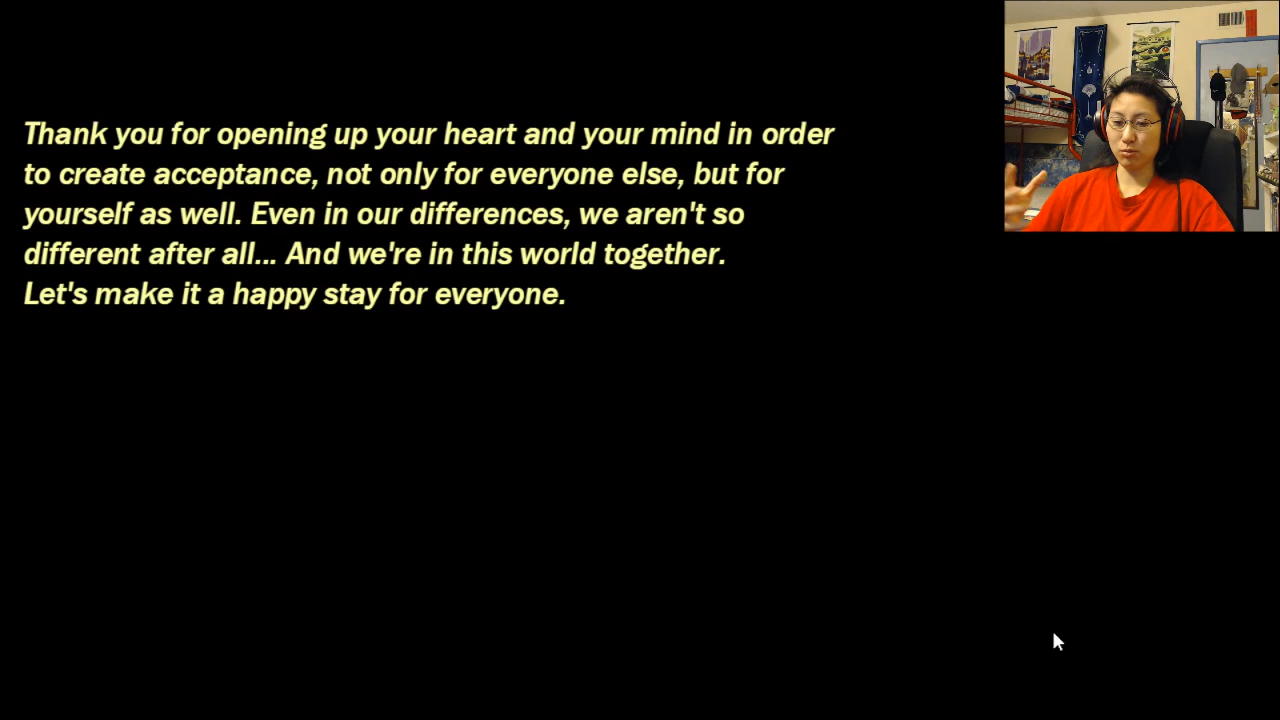 Thank you for opening up your heart and your mind in order
to create acceptance, not only for everyone else, but for
yourself as well. Even in our differences, we aren't so
different after all... And we're in this world together.
Let's make it a happy stay for everyone.